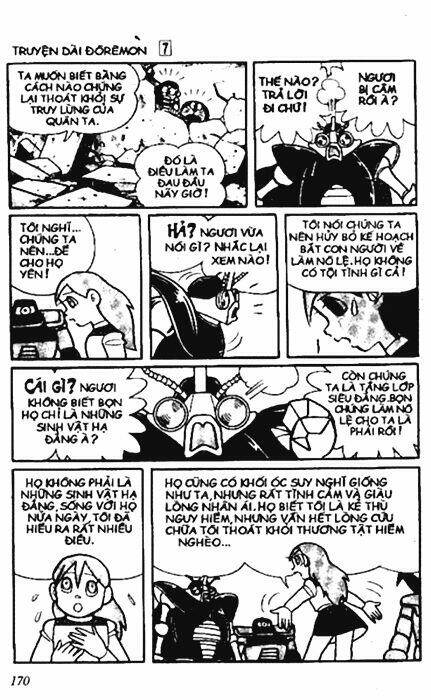 TRUYỆN DÀI ĐÔRÊMON 7
TA MUỐN BIẾT BẰNG
CÁCH NÀO CHÚNG
LẠI THOÁT KHỎI SỰ
TRUY LÙNG CỦA
QUÂN TA.
ĐÓ LÀ
ĐIỀU LÀM TA
ĐAU ĐẦU
NÃY GIỜ!
THẾ NÀO?
TRẢ LỜI
ĐI CHỨ!
NGƯƠI
BỊ CÂM
RỒI À?
TÔI NGHĨ...
CHÚNG TA
NÊN...ĐỂ
CHO HỌ
YÊN!
HẢ? NGƯƠI VỪA
NÓI GÌ? NHẮC LẠI
XEM NÀO!
TÔI NÓI CHÚNG TA
NÊN HỦY BỎ KẾ HOẠCH
BẮT CON NGƯỜI VỀ
LÀM NÔ LỆ. HỌ KHÔNG
CÓ TỘI TÌNH GÌ CẢ!
CÁI GÌ? NGƯƠI
KHÔNG BIẾT BỌN
HỌ CHỈ LÀ NHỮNG
SINH VẬT HẠ
ĐẲNG À?
CÒN CHÚNG
TA LÀ TẦNG LỚP
SIÊU ĐẲNG. BỌN
CHÚNG LÀM NÔ
LỆ CHO TA LÀ
PHẢI RỒI!
HỌ KHÔNG PHẢI LÀ
NHỮNG SINH VẬT HẠ
ĐẲNG, SỐNG VỚI HỌ
NỬA NGÀY, TÔI ĐÃ
HIỂU RA RẤT NHIỀU
ĐIỀU.
HỌ CŨNG CÓ KHỐI ÓC SUY NGHĨ GIỐNG
NHƯ TA, NHƯNG RẤT TÌNH CẢM VÀ GIÀU
LÒNG NHÂN ÁI. HỌ BIẾT TÔI LÀ KẺ THÙ
NGUY HIỂM, NHƯNG VẪN HẾT LÒNG CỨU
CHỮA TÔI THOÁT KHỎI THƯƠNG TẬT HIỂM
NGHÈO...
170